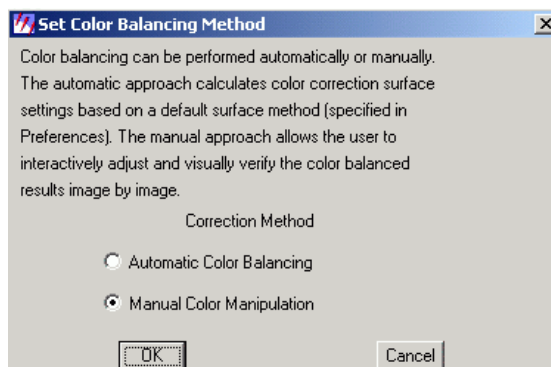 Set Color Balancing Method
Color balancing can be performed automatically or manually.
The automatic approach calculates color correction surface
settings based on a default surface method (specified in
Preferences). The manual approach allows the user to
interactively adjust and visually verify the color balanced
results image by image.
Correction Method
Automatic Color Balancing
Manual Color Manipulation
OK Cancel